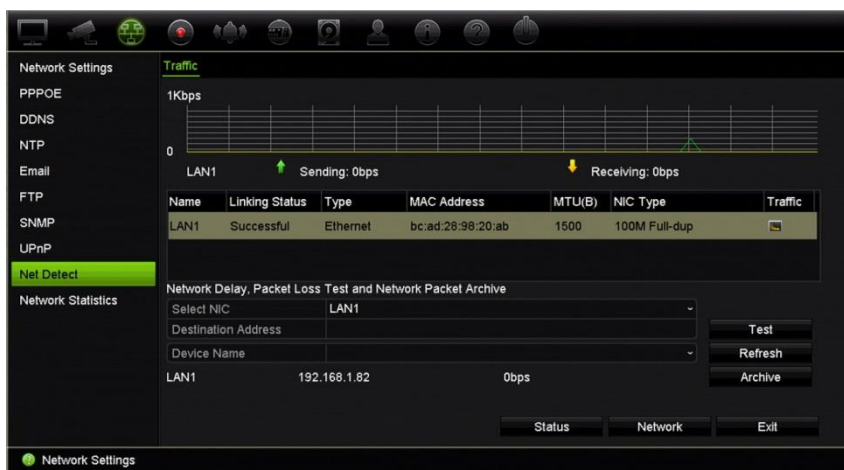 Network Settings
PPPOE
DDNS
NTP
Email
FTP
SNMP
UPnP
Net Detect
Network Statistics
Traffic
1Kbps
0
LAN1 Sending: 0bps Receiving: 0bps
Name Linking Status Type MAC Address MTU(B) NIC Type Traffic
LAN1 Successful Ethernet bc:ad:28:98:20:ab 1500 100M Full-dup
Network Delay, Packet Loss Test and Network Packet Archive
Select NIC LAN1
Destination Address Test
Device Name Refresh
LAN1 192.168.1.82 0bps Archive
Status Network Exit
Network Settings